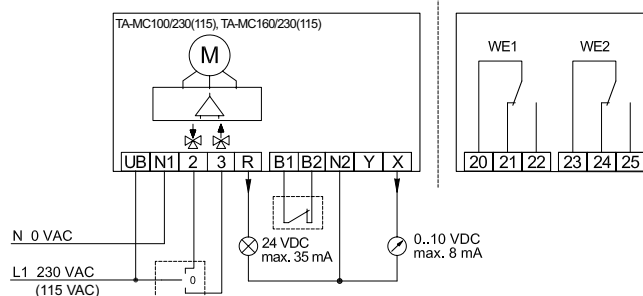 TA-MC100/230(115), TA-MC160/230(115)
M
UB N1 2 3 R B1 B2 N2 Y X
WE1 WE2
20 21 22 23 24 25
N 0 VAC
L1 230 VAC
(115 VAC)
0
24 VDC
max. 35 mA
0..10 VDC
max. 8 mA